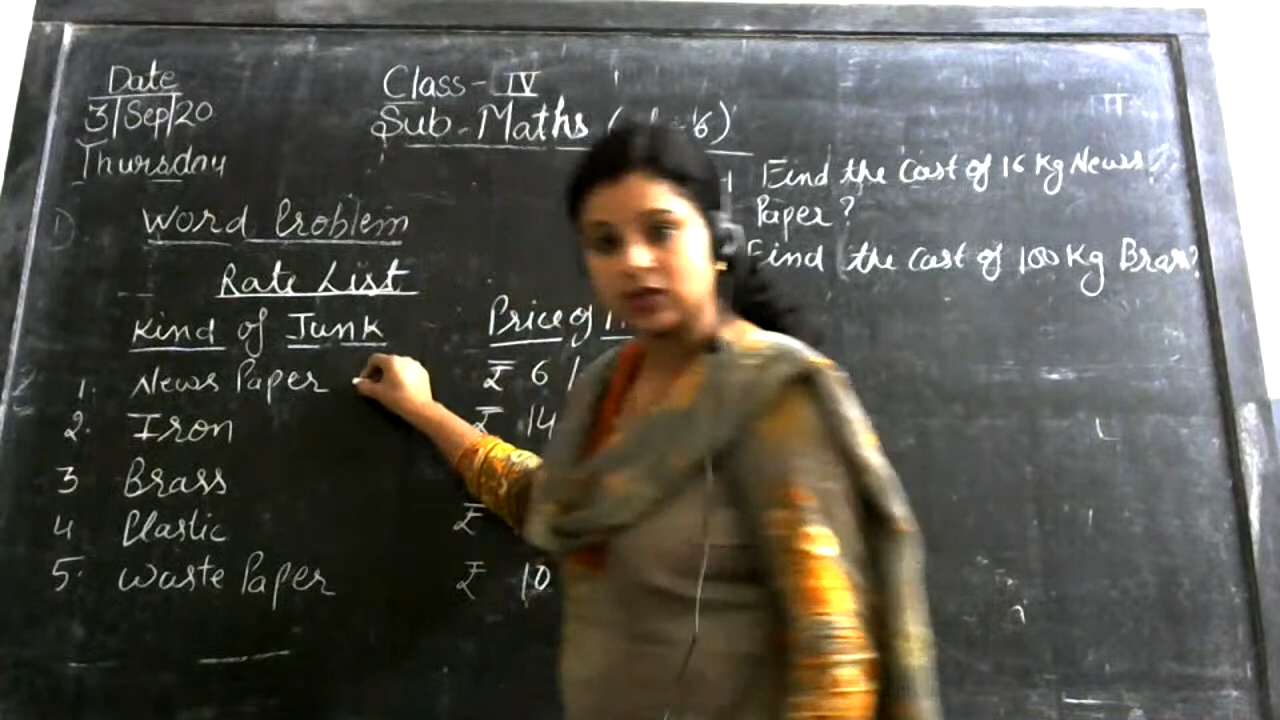 Date
3/Sep/20
Thursday
Class - IV
Sub - Maths
Word Problem
Rate List
Kind of Junk
Price of
1. News Paper ₹ 6 /
2. Iron ₹ 14
3 Brass
4 Plastic ₹
5. Waste Paper ₹ 10
Find the Cost of 16 Kg News
Paper ?
Find the Cost of 100 Kg Brass?